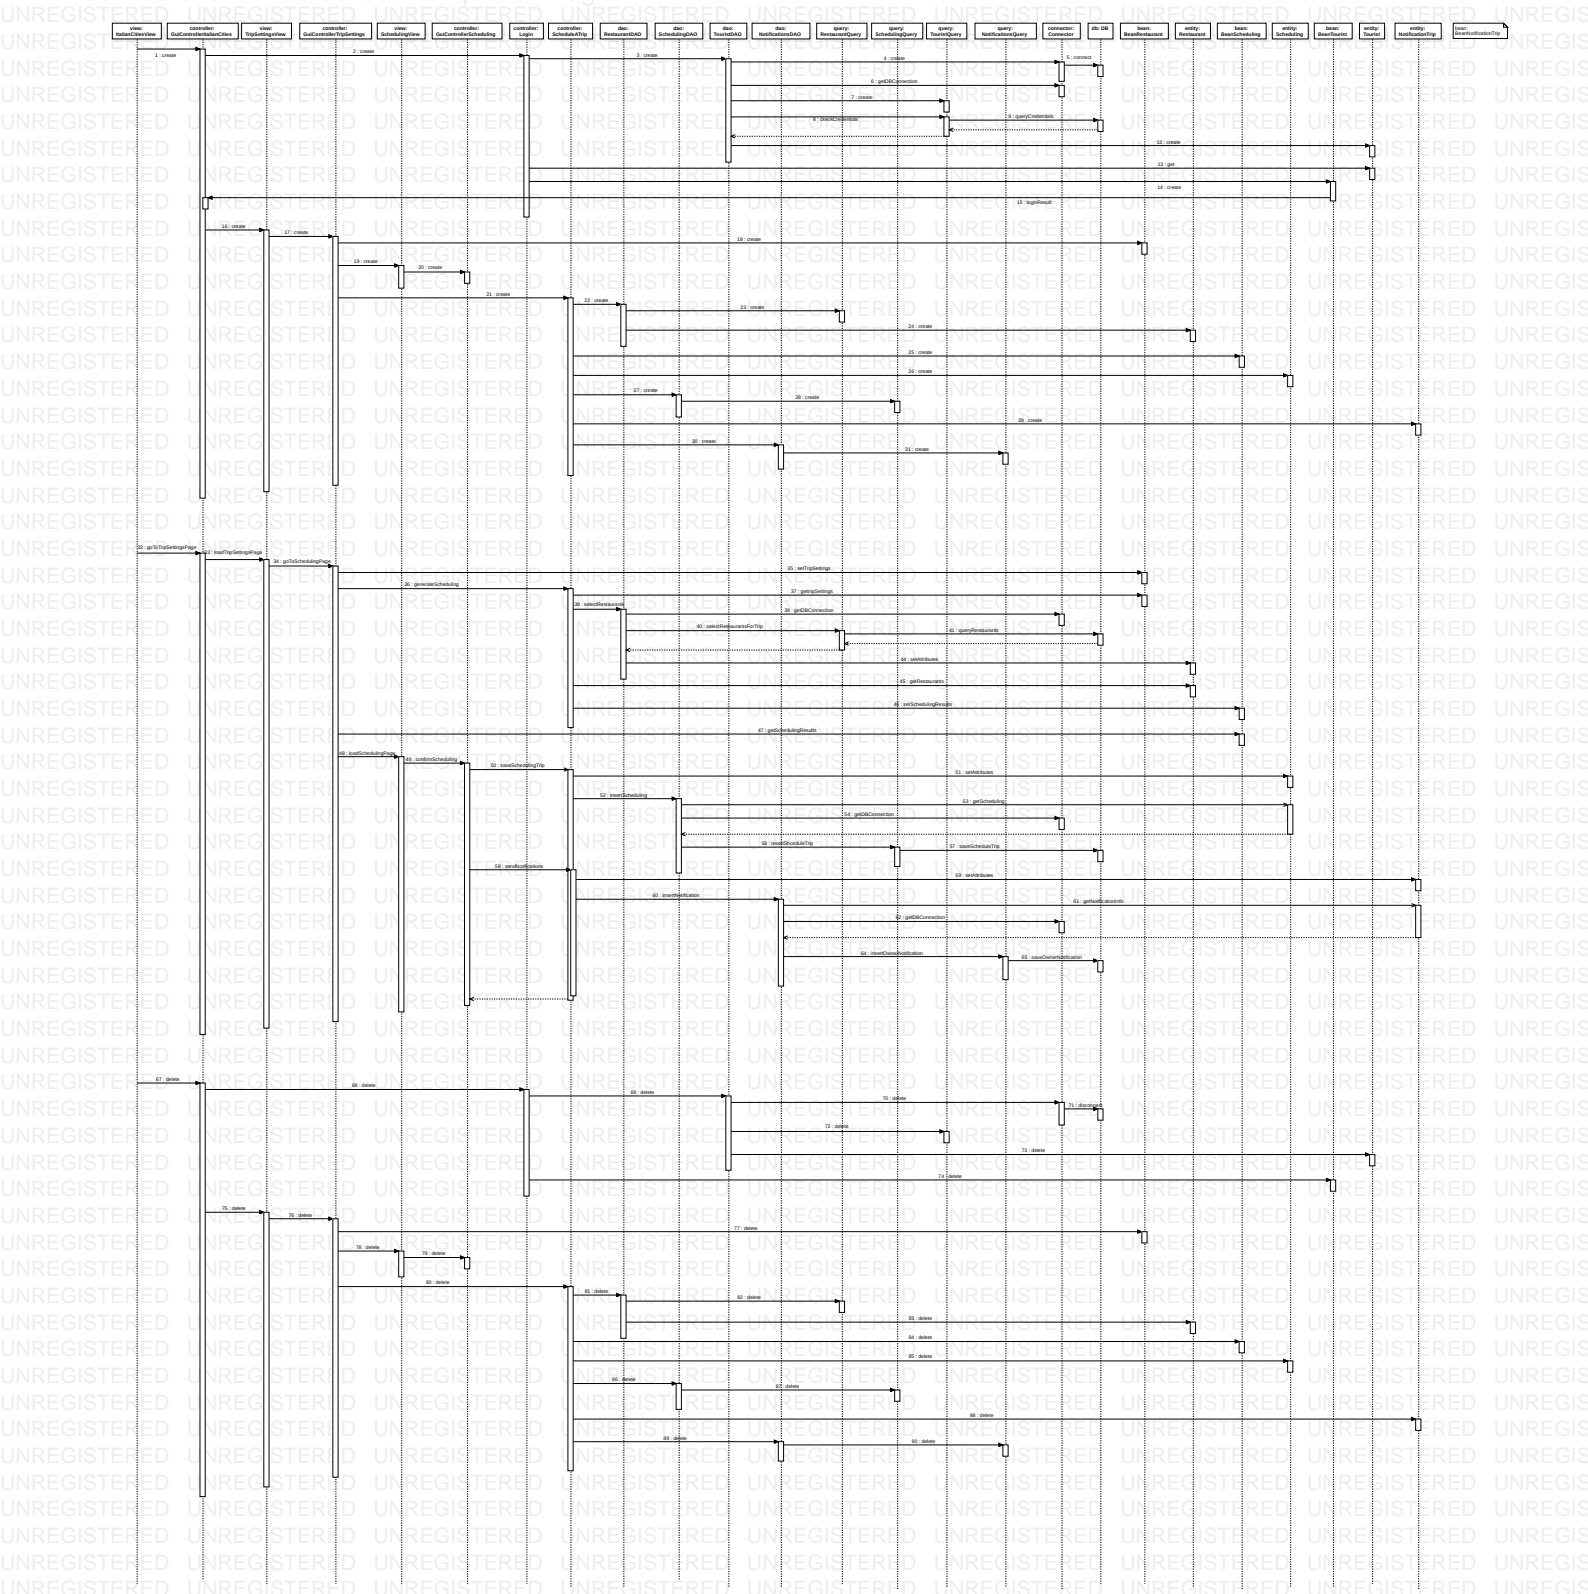 view:
ItalianCitiesView
controller:
GuiControllerItalianCities
view:
TripSettingsView
controller:
GuiControllerTripSettings
view:
SchedulingView
controller:
GuiControllerScheduling
controller:
Login
controller:
ScheduleATrip
dao:
RestaurantDAO
dao:
SchedulingDAO
dao:
TouristDAO
dao:
NotificationsDAO
query:
RestaurantQuery
query:
SchedulingQuery
query:
TouristQuery
query:
NotificationsQuery
connector:
Connector
db: DB
bean:
BeanRestaurant
entity:
Restaurant
bean:
BeanScheduling
entity:
Scheduling
bean:
BeanTourist
entity:
Tourist
entity:
NotificationTrip
bean:
BeanNotificationTrip
1 : create
2 : create
3 : create
4 : create
5 : connect
6 : getDBConnection
7 : create
8 : checkCredentials
9 : queryCredentials
12 : create
13 : get
14 : create
15 : loginResult
16 : create
17 : create
18 : create
19 : create
20 : create
21 : create
22 : create
23 : create
24 : create
25 : create
26 : create
27 : create
28 : create
29 : create
30 : create
31 : create
32 : goToTripSettingsPage
33 : loadTripSettingsPage
34 : goToSchedulingPage
35 : setTripSettings
36 : generateScheduling
37 : gettripSettings
38 : selectRestaurants
39 : getDBConnection
40 : selectRestaurantsForTrip
41 : queryRestaurants
44 : setAttributes
45 : getRestaurants
46 : setSchedulingResults
47 : getSchedulingResults
48 : loadSchedulingPage
49 : confirmScheduling
50 : saveSchedulingTrip
51 : setAttributes
52 : insertScheduling
53 : getScheduling
54 : getDBConnection
56 : insertShceduleTrip
57 : saveScheduleTrip
58 : sendNotifications
59 : setAttributes
60 : insertNotification
61 : getNotificationInfo
62 : getDBConnection
64 : insertOwnerNotification
65 : saveOwnerNotification
67 : delete
68 : delete
69 : delete
70 : delete
71 : disconnect
72 : delete
73 : delete
74 : delete
75 : delete
76 : delete
77 : delete
78 : delete
79 : delete
80 : delete
81 : delete
82 : delete
83 : delete
84 : delete
85 : delete
86 : delete
87 : delete
88 : delete
89 : delete
90 : delete
UNREGISTERED